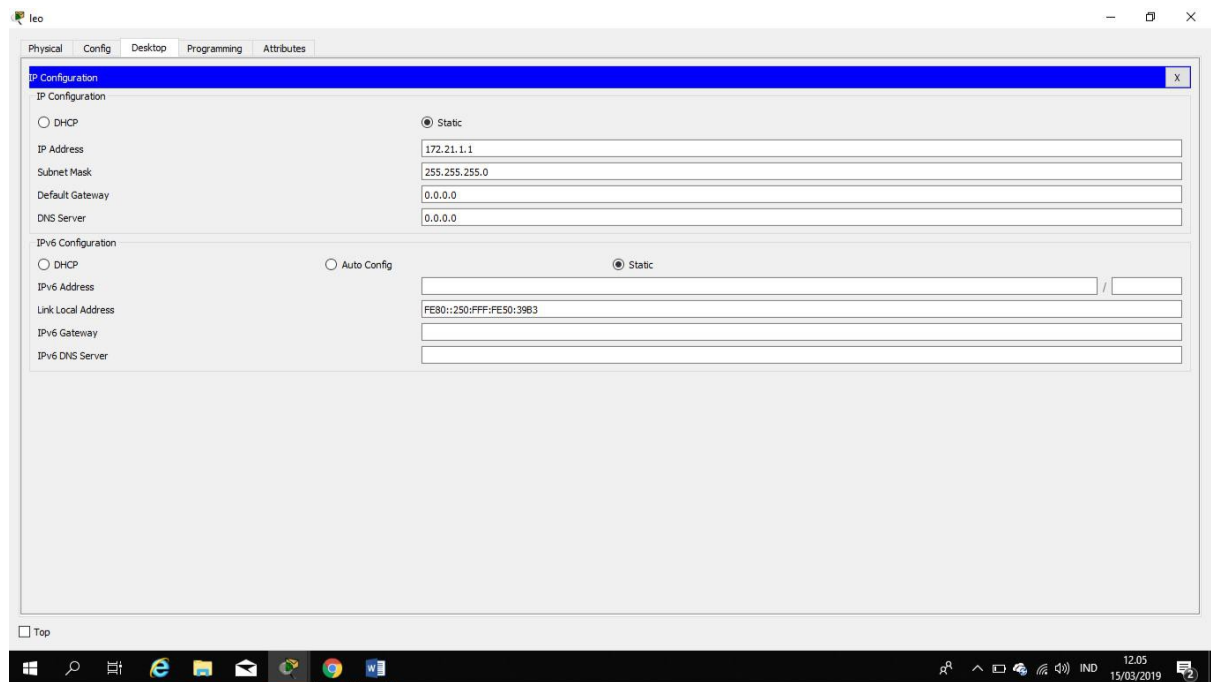 leo
Physical Config Desktop Programming Attributes
IP Configuration X
IP Configuration
DHCP Static
IP Address 172.21.1.1
Subnet Mask 255.255.255.0
Default Gateway 0.0.0.0
DNS Server 0.0.0.0
IPv6 Configuration
DHCP Auto Config Static
IPv6 Address /
Link Local Address FE80::250:FFF:FE50:39B3
IPv6 Gateway
IPv6 DNS Server
Top
IND 12.05
15/03/2019 2